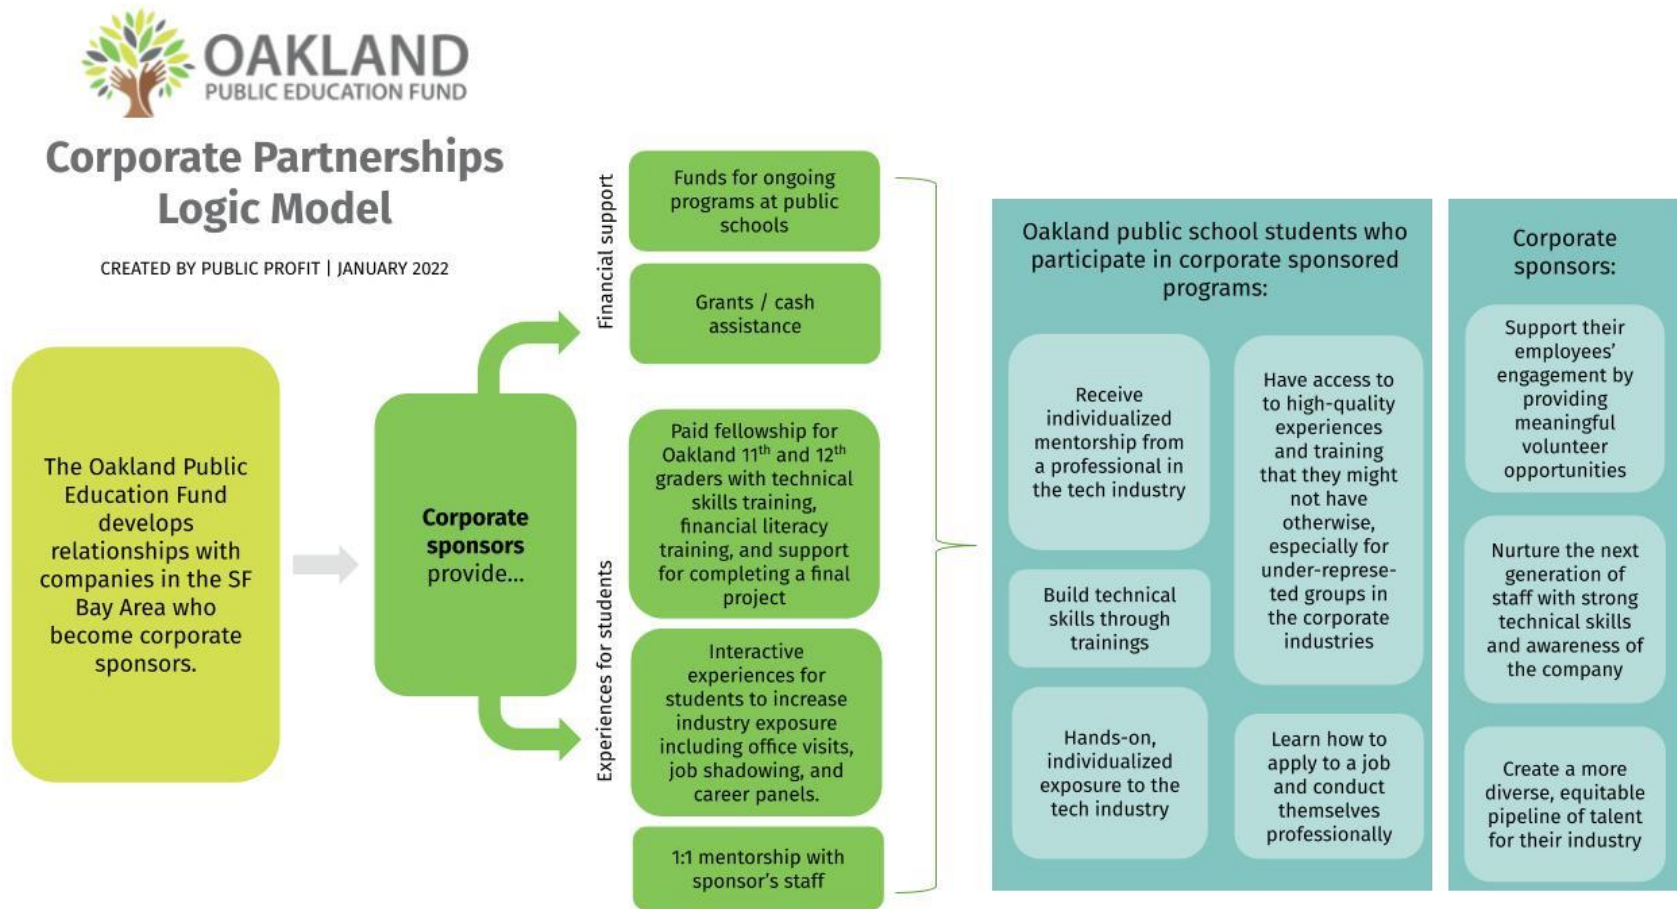 OAKLAND
PUBLIC EDUCATION FUND
Corporate Partnerships
Logic Model
CREATED BY PUBLIC PROFIT | JANUARY 2022
The Oakland Public
Education Fund
develops
relationships with
companies in the SF
Bay Area who
become corporate
sponsors.
Corporate
sponsors
provide...
Financial support
Funds for ongoing
programs at public
schools
Grants / cash
assistance
Experiences for students
Paid fellowship for
Oakland 11th and 12th
graders with technical
skills training,
financial literacy
training, and support
for completing a final
project
Interactive
experiences for
students to increase
industry exposure
including office visits,
job shadowing, and
career panels.
1:1 mentorship with
sponsor's staff
Oakland public school students who
participate in corporate sponsored
programs:
Receive
individualized
mentorship from
a professional in
the tech industry
Build technical
skills through
trainings
Hands-on,
individualized
exposure to the
tech industry
Have access to
to high-quality
experiences
and training
that they might
not have
otherwise,
especially for
under-represe-
ted groups in
the corporate
industries
Learn how to
apply to a job
and conduct
themselves
professionally
Corporate
sponsors:
Support their
employees'
engagement by
providing
meaningful
volunteer
opportunities
Nurture the next
generation of
staff with strong
technical skills
and awareness of
the company
Create a more
diverse, equitable
pipeline of talent
for their industry